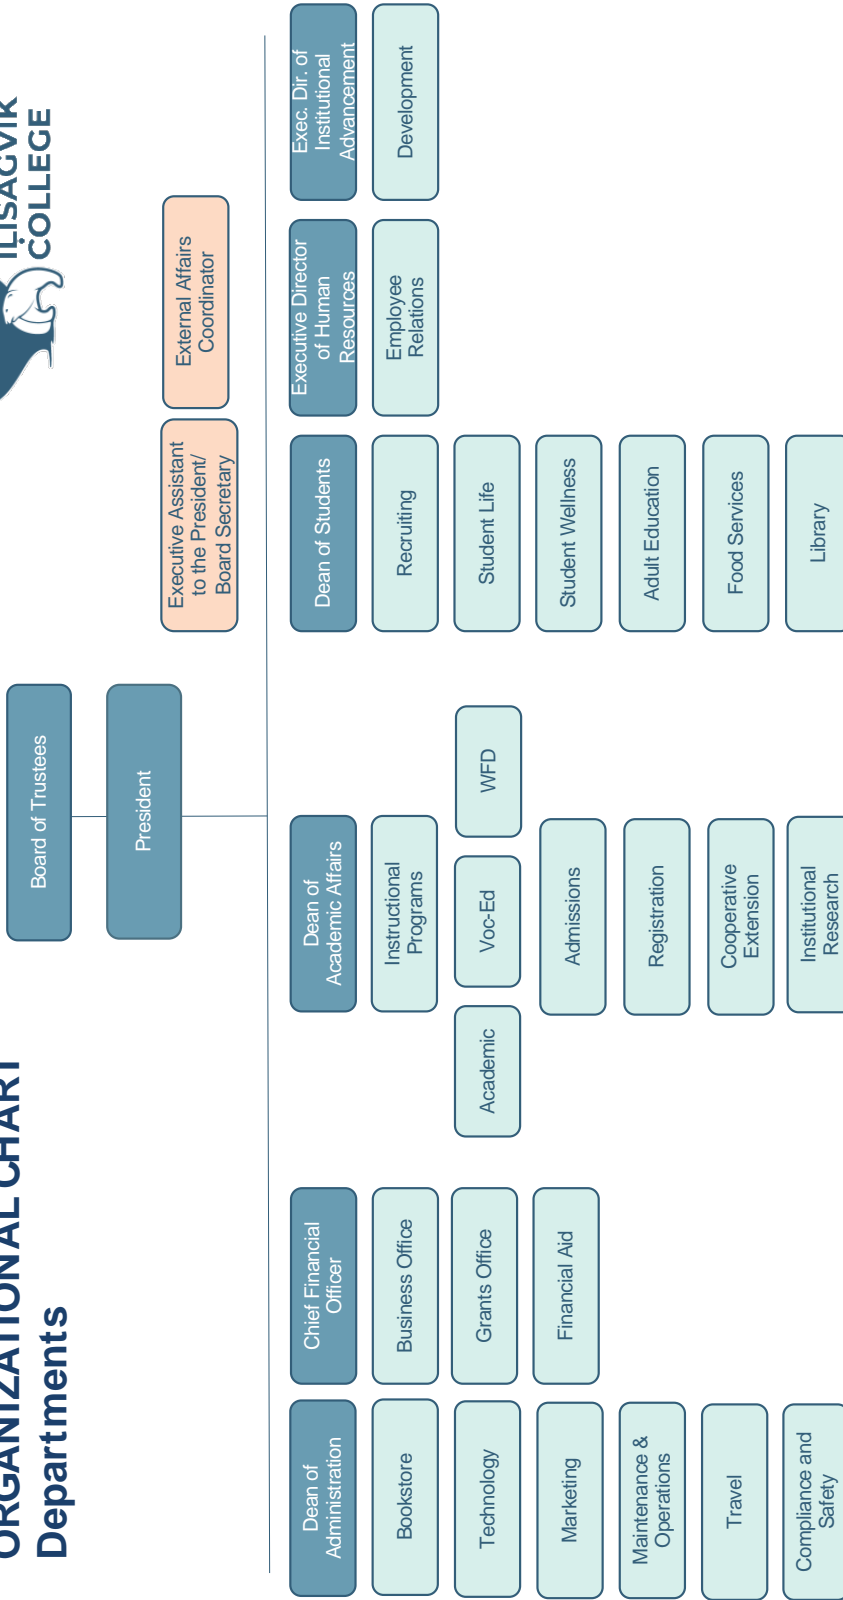 ORGANIZATIONAL CHART
Departments
ILISAGVIK
COLLEGE
Board of Trustees
President
Executive Assistant
to the President/
Board Secretary
External Affairs
Coordinator
Dean of
Administration
Bookstore
Technology
Marketing
Maintenance &
Operations
Travel
Compliance and
Safety
Chief Financial
Officer
Business Office
Grants Office
Financial Aid
Dean of
Academic Affairs
Instructional
Programs
Academic
Voc-Ed
WFD
Admissions
Registration
Cooperative
Extension
Institutional
Research
Dean of Students
Recruiting
Student Life
Student Wellness
Adult Education
Food Services
Library
Executive Director
of Human
Resources
Employee
Relations
Exec. Dir. of
Institutional
Advancement
Development